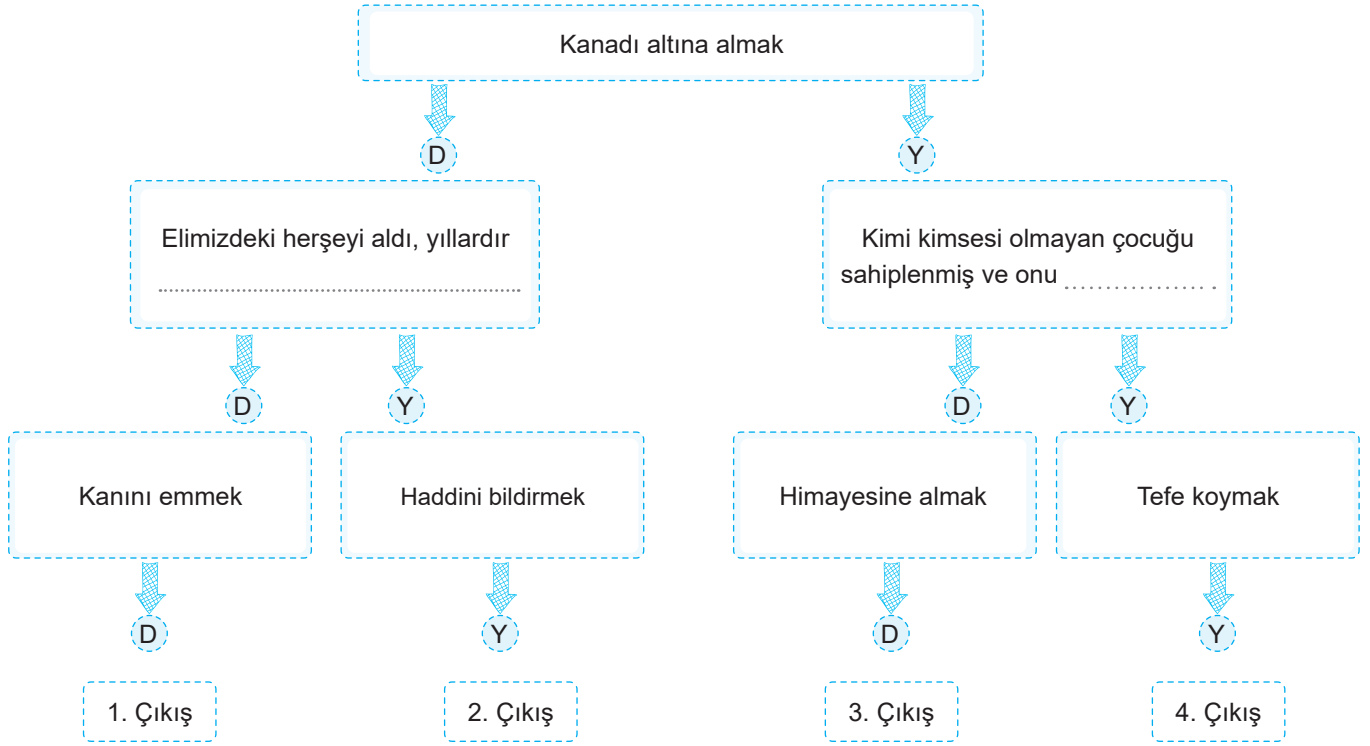 Kanadı altına almak
D
Y
Elimizdeki herşeyi aldı, yıllardır
..........................................................
Kimi kimsesi olmayan çocuğu
sahiplenmiş ve onu ..................... .
D
Y
D
Y
Kanını emmek
Haddini bildirmek
Himayesine almak
Tefe koymak
D
Y
D
Y
1. Çıkış
2. Çıkış
3. Çıkış
4. Çıkış